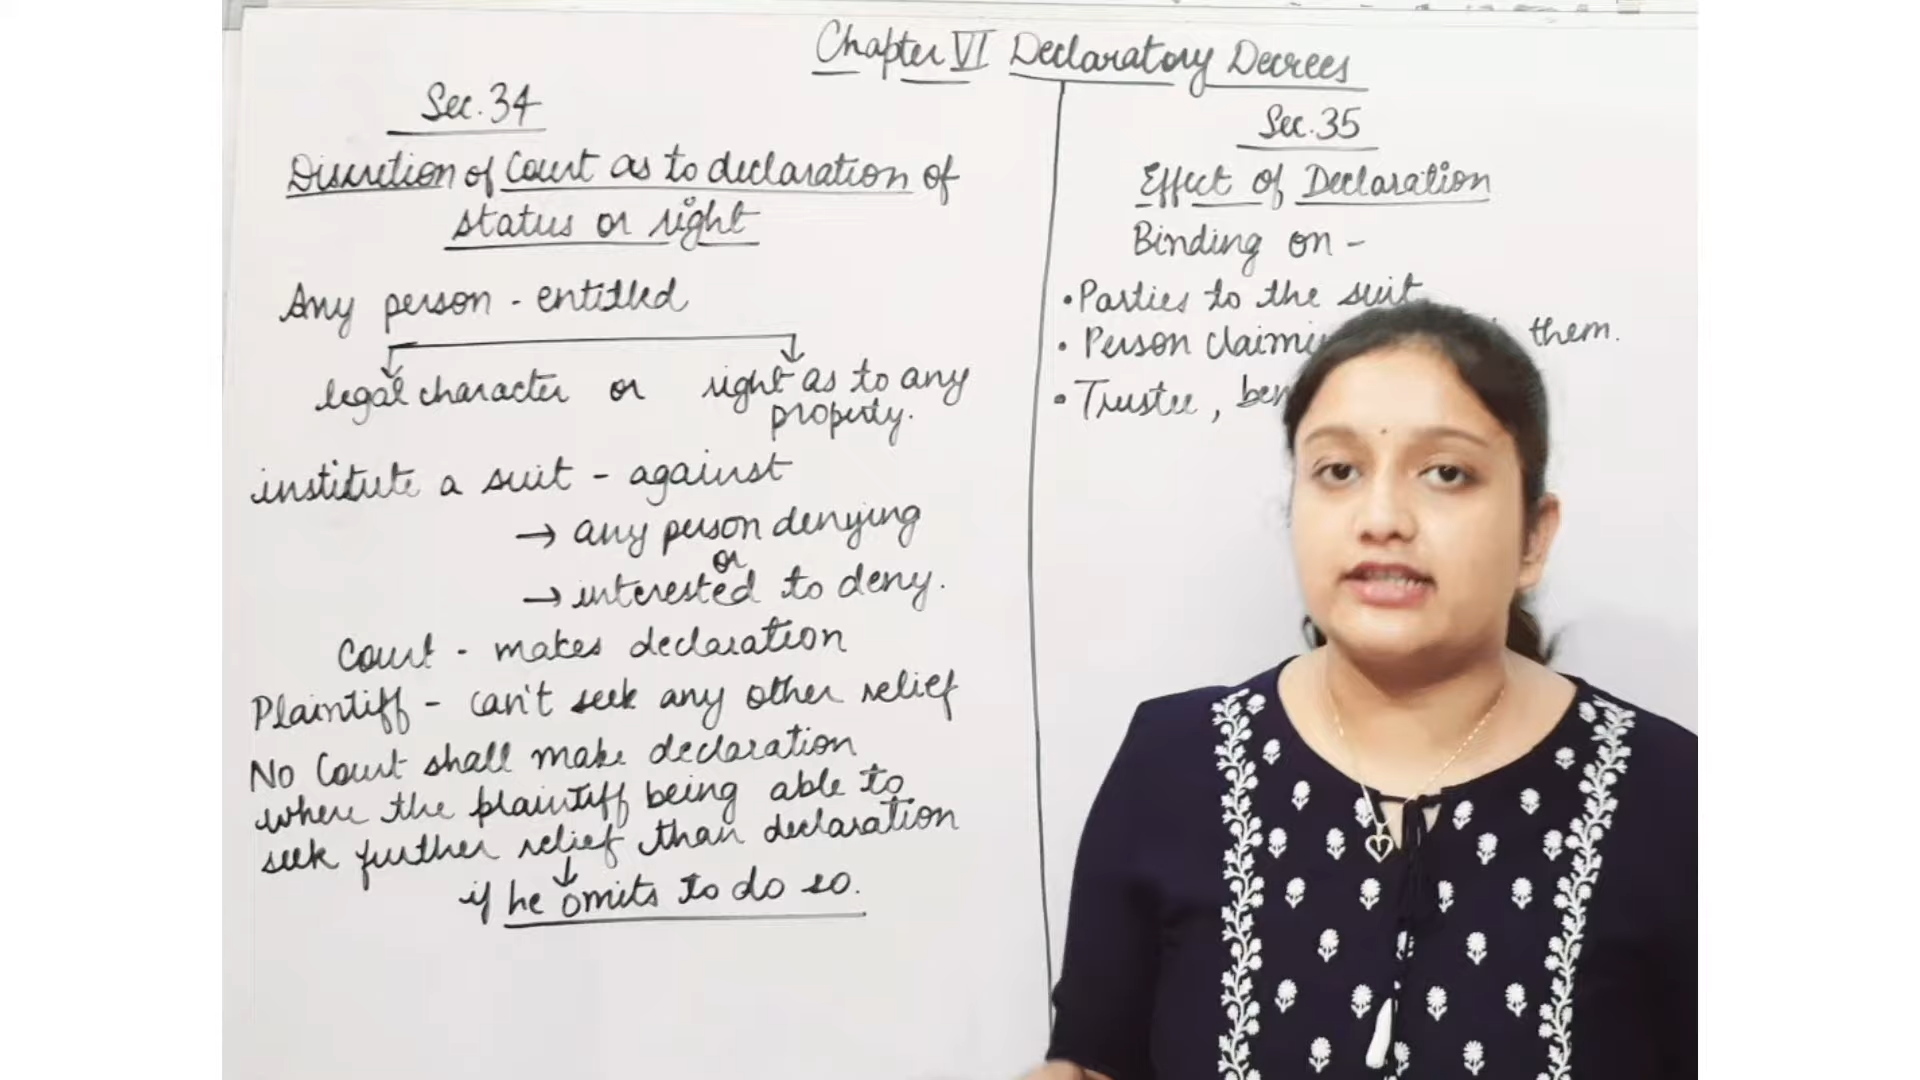 Chapter VI Declaratory Decrees
Sec. 34
Discretion of Court as to declaration of
status or right
Any person - entitled
legal character or right as to any
property.
institute a suit - against
→ any person denying
or
→ interested to deny.
Court - makes declaration
Plaintiff - can't seek any other relief
No Court shall make declaration
where the plaintiff being able to
seek further relief than declaration
if he omits to do so.
Sec. 35
Effect of Declaration
Binding on -
• Parties to the suit
• Person them.
• Trustee,